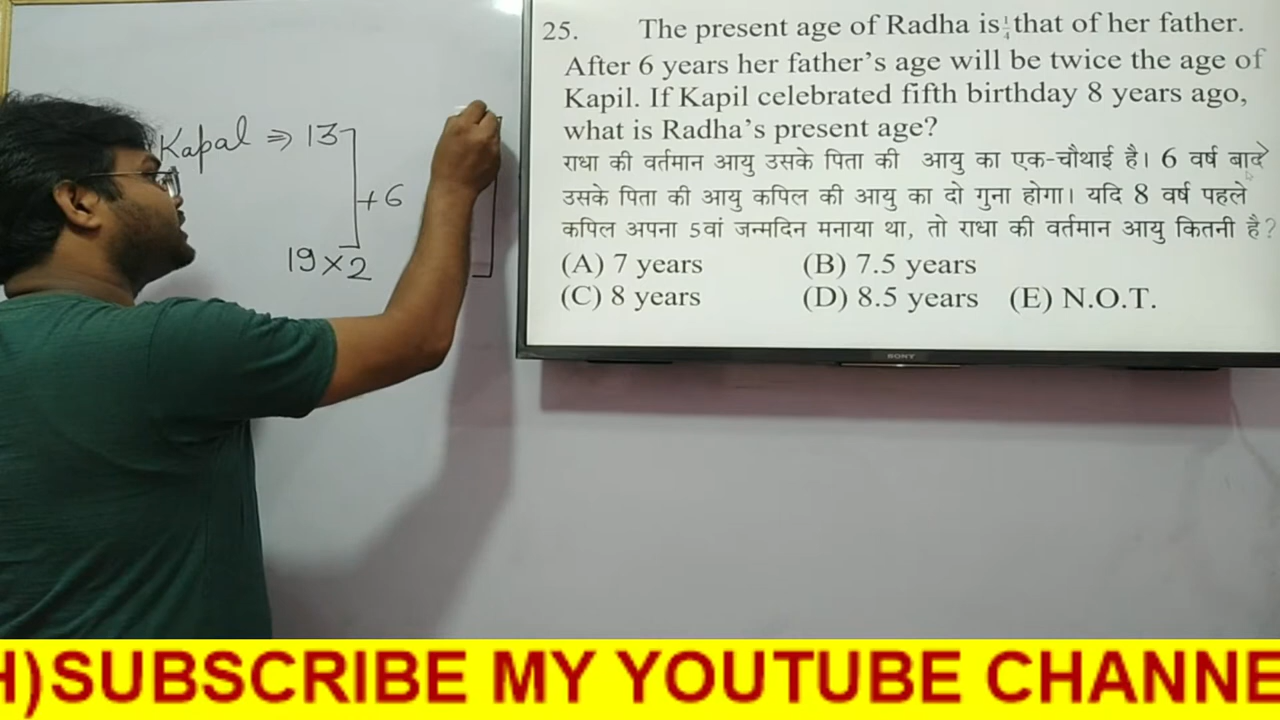 Kapal ⇒ 13
+6
19×2
25. The present age of Radha is 1/4 that of her father.
After 6 years her father's age will be twice the age of
Kapil. If Kapil celebrated fifth birthday 8 years ago,
what is Radha's present age?
राधा की वर्तमान आयु उसके पिता की आयु का एक-चौथाई है। 6 वर्ष बाद
उसके पिता की आयु कपिल की आयु का दो गुना होगा। यदि 8 वर्ष पहले
कपिल अपना 5वां जन्मदिन मनाया था, तो राधा की वर्तमान आयु कितनी है?
(A) 7 years (B) 7.5 years
(C) 8 years (D) 8.5 years (E) N.O.T.
SONY
H)SUBSCRIBE MY YOUTUBE CHANNE